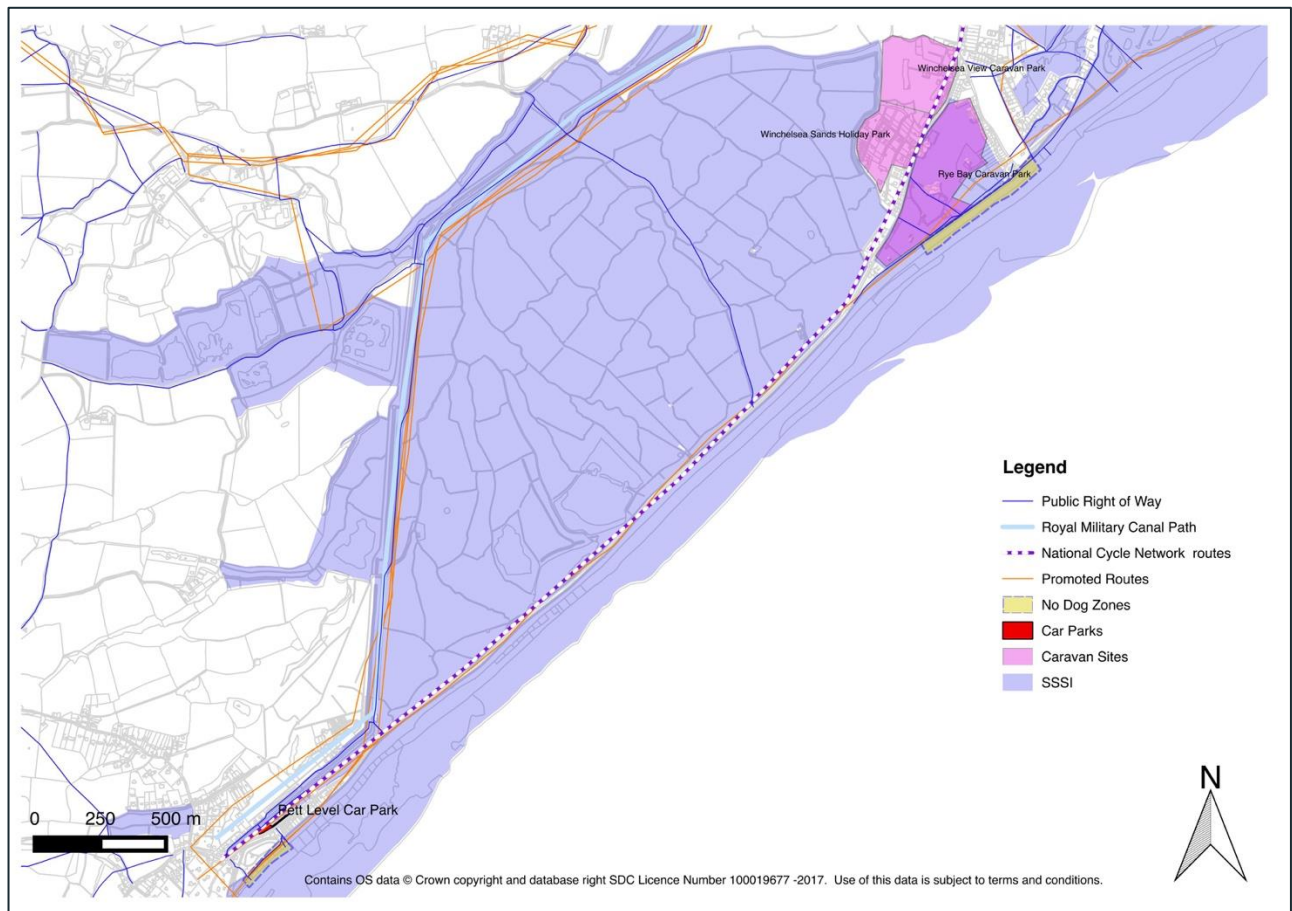 Winchelsea View Caravan Park
Winchelsea Sands Holiday Park
Rye Bay Caravan Park
Legend
Public Right of Way
Royal Military Canal Path
National Cycle Network routes
Promoted Routes
No Dog Zones
Car Parks
Caravan Sites
SSSI
N
Pett Level Car Park
0 250 500 m
Contains OS data © Crown copyright and database right SDC Licence Number 100019677 -2017. Use of this data is subject to terms and conditions.